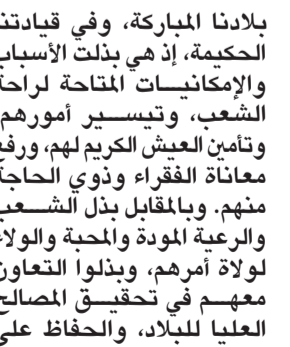 بلادنا المباركة، وفي قيادتنا
الحكيمة، إذ هي بذلت الأسباب
والإمكانيات المتاحة لراحة
الشعب، وتيسير أمورهم،
وتأمين العيش الكريم لهم، ورفع
معاناة الفقراء وذوي الحاجة
منهم. وبالمقابل بذل الشعب
والرعية المودة والمحبة والولاء
لولاة أمرهم، وبذلوا التعاون
معهم في تحقيق المصالح
العليا للبلاد، والحفاظ على